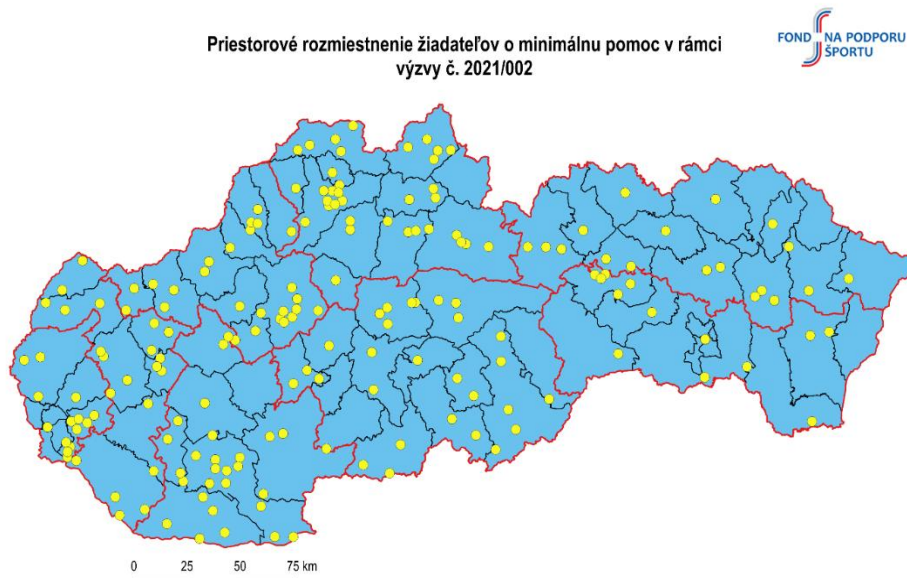 Priestorové rozmiestnenie žiadateľov o minimálnu pomoc v rámci
výzvy č. 2021/002
FOND NA PODPORU
ŠPORTU
0 25 50 75 km